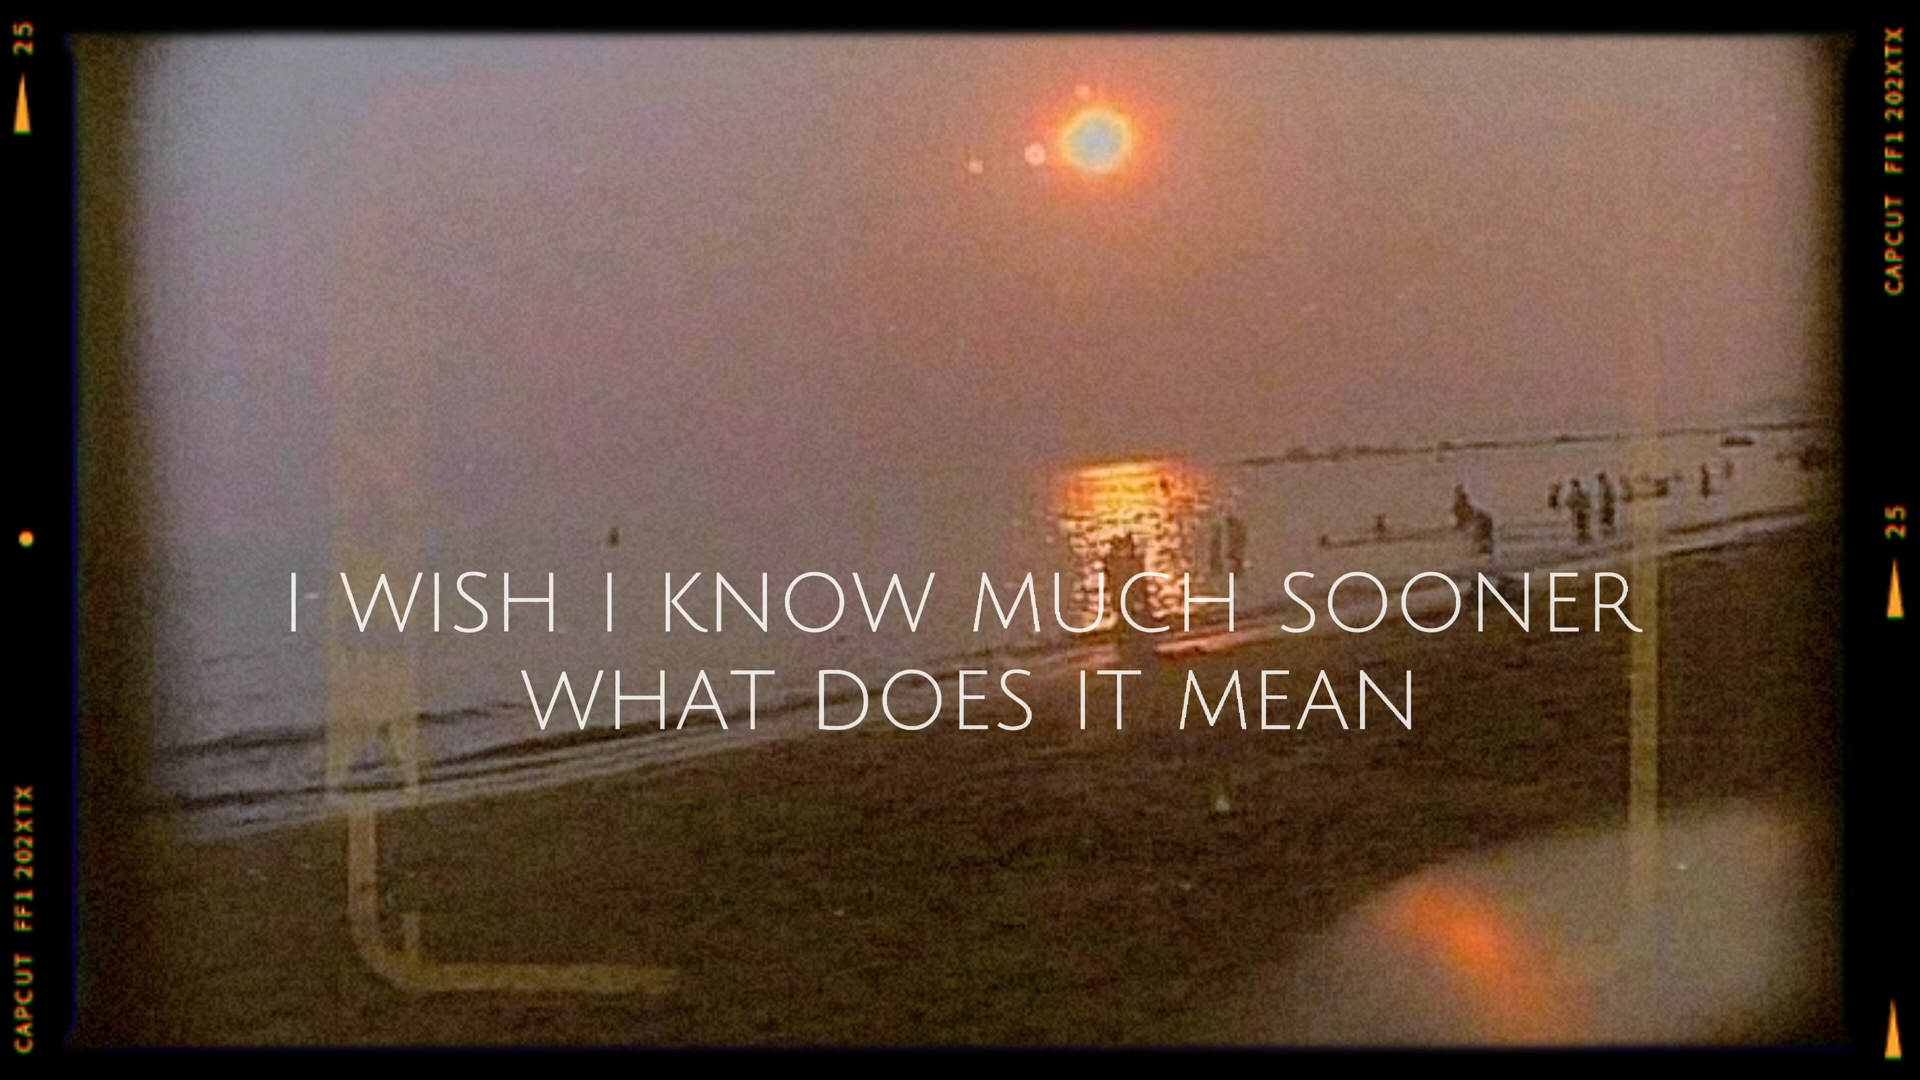 25
CAPCUT FF1 202XTX
I WISH I KNOW MUCH SOONER
WHAT DOES IT MEAN
25
CAPCUT FF1 202XTX